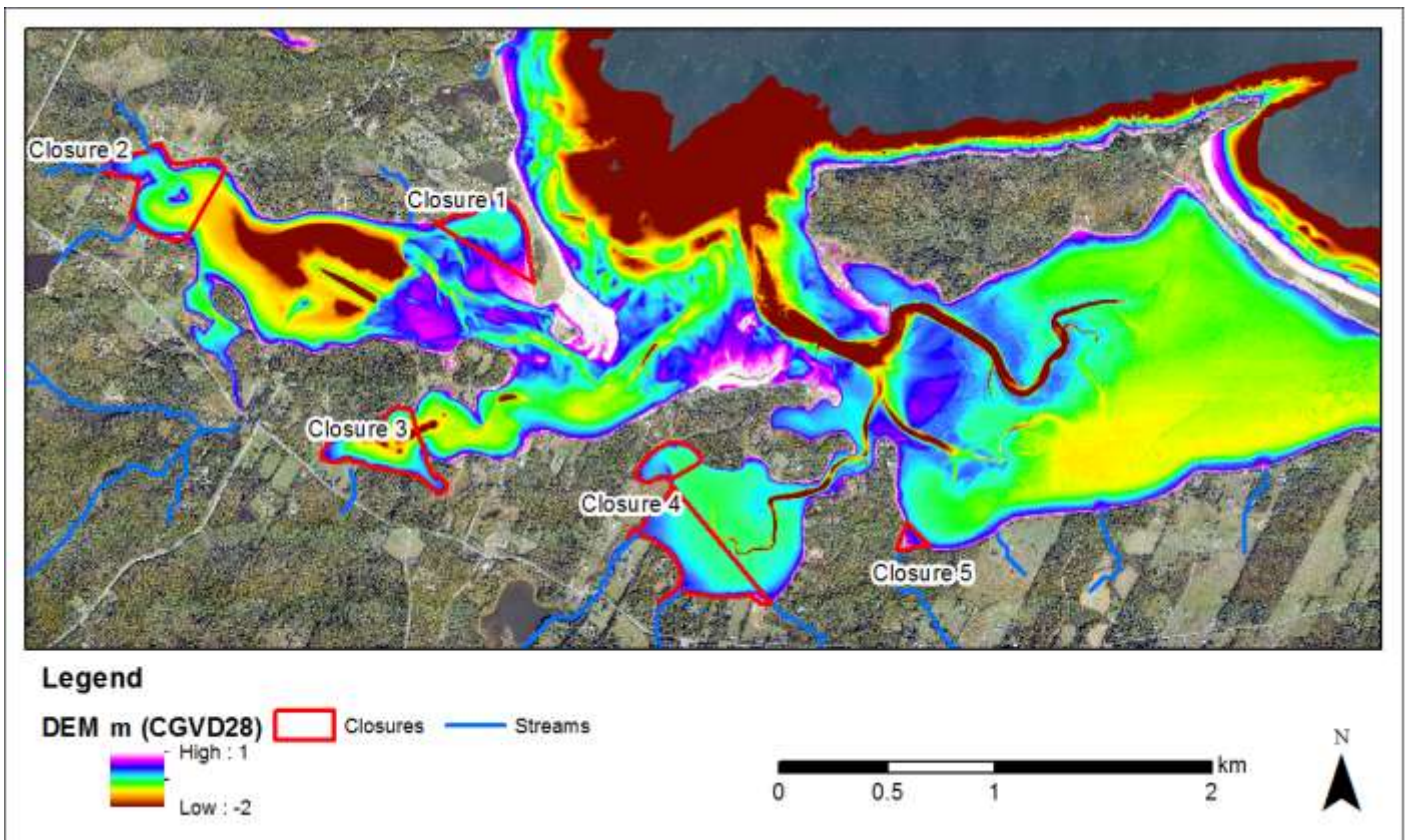 Closure 2
Closure 1
Closure 3
Closure 4
Closure 5
Legend
DEM m (CGVD28)
Closures
Streams
High : 1
Low : -2
km
0 0.5 1 2
N